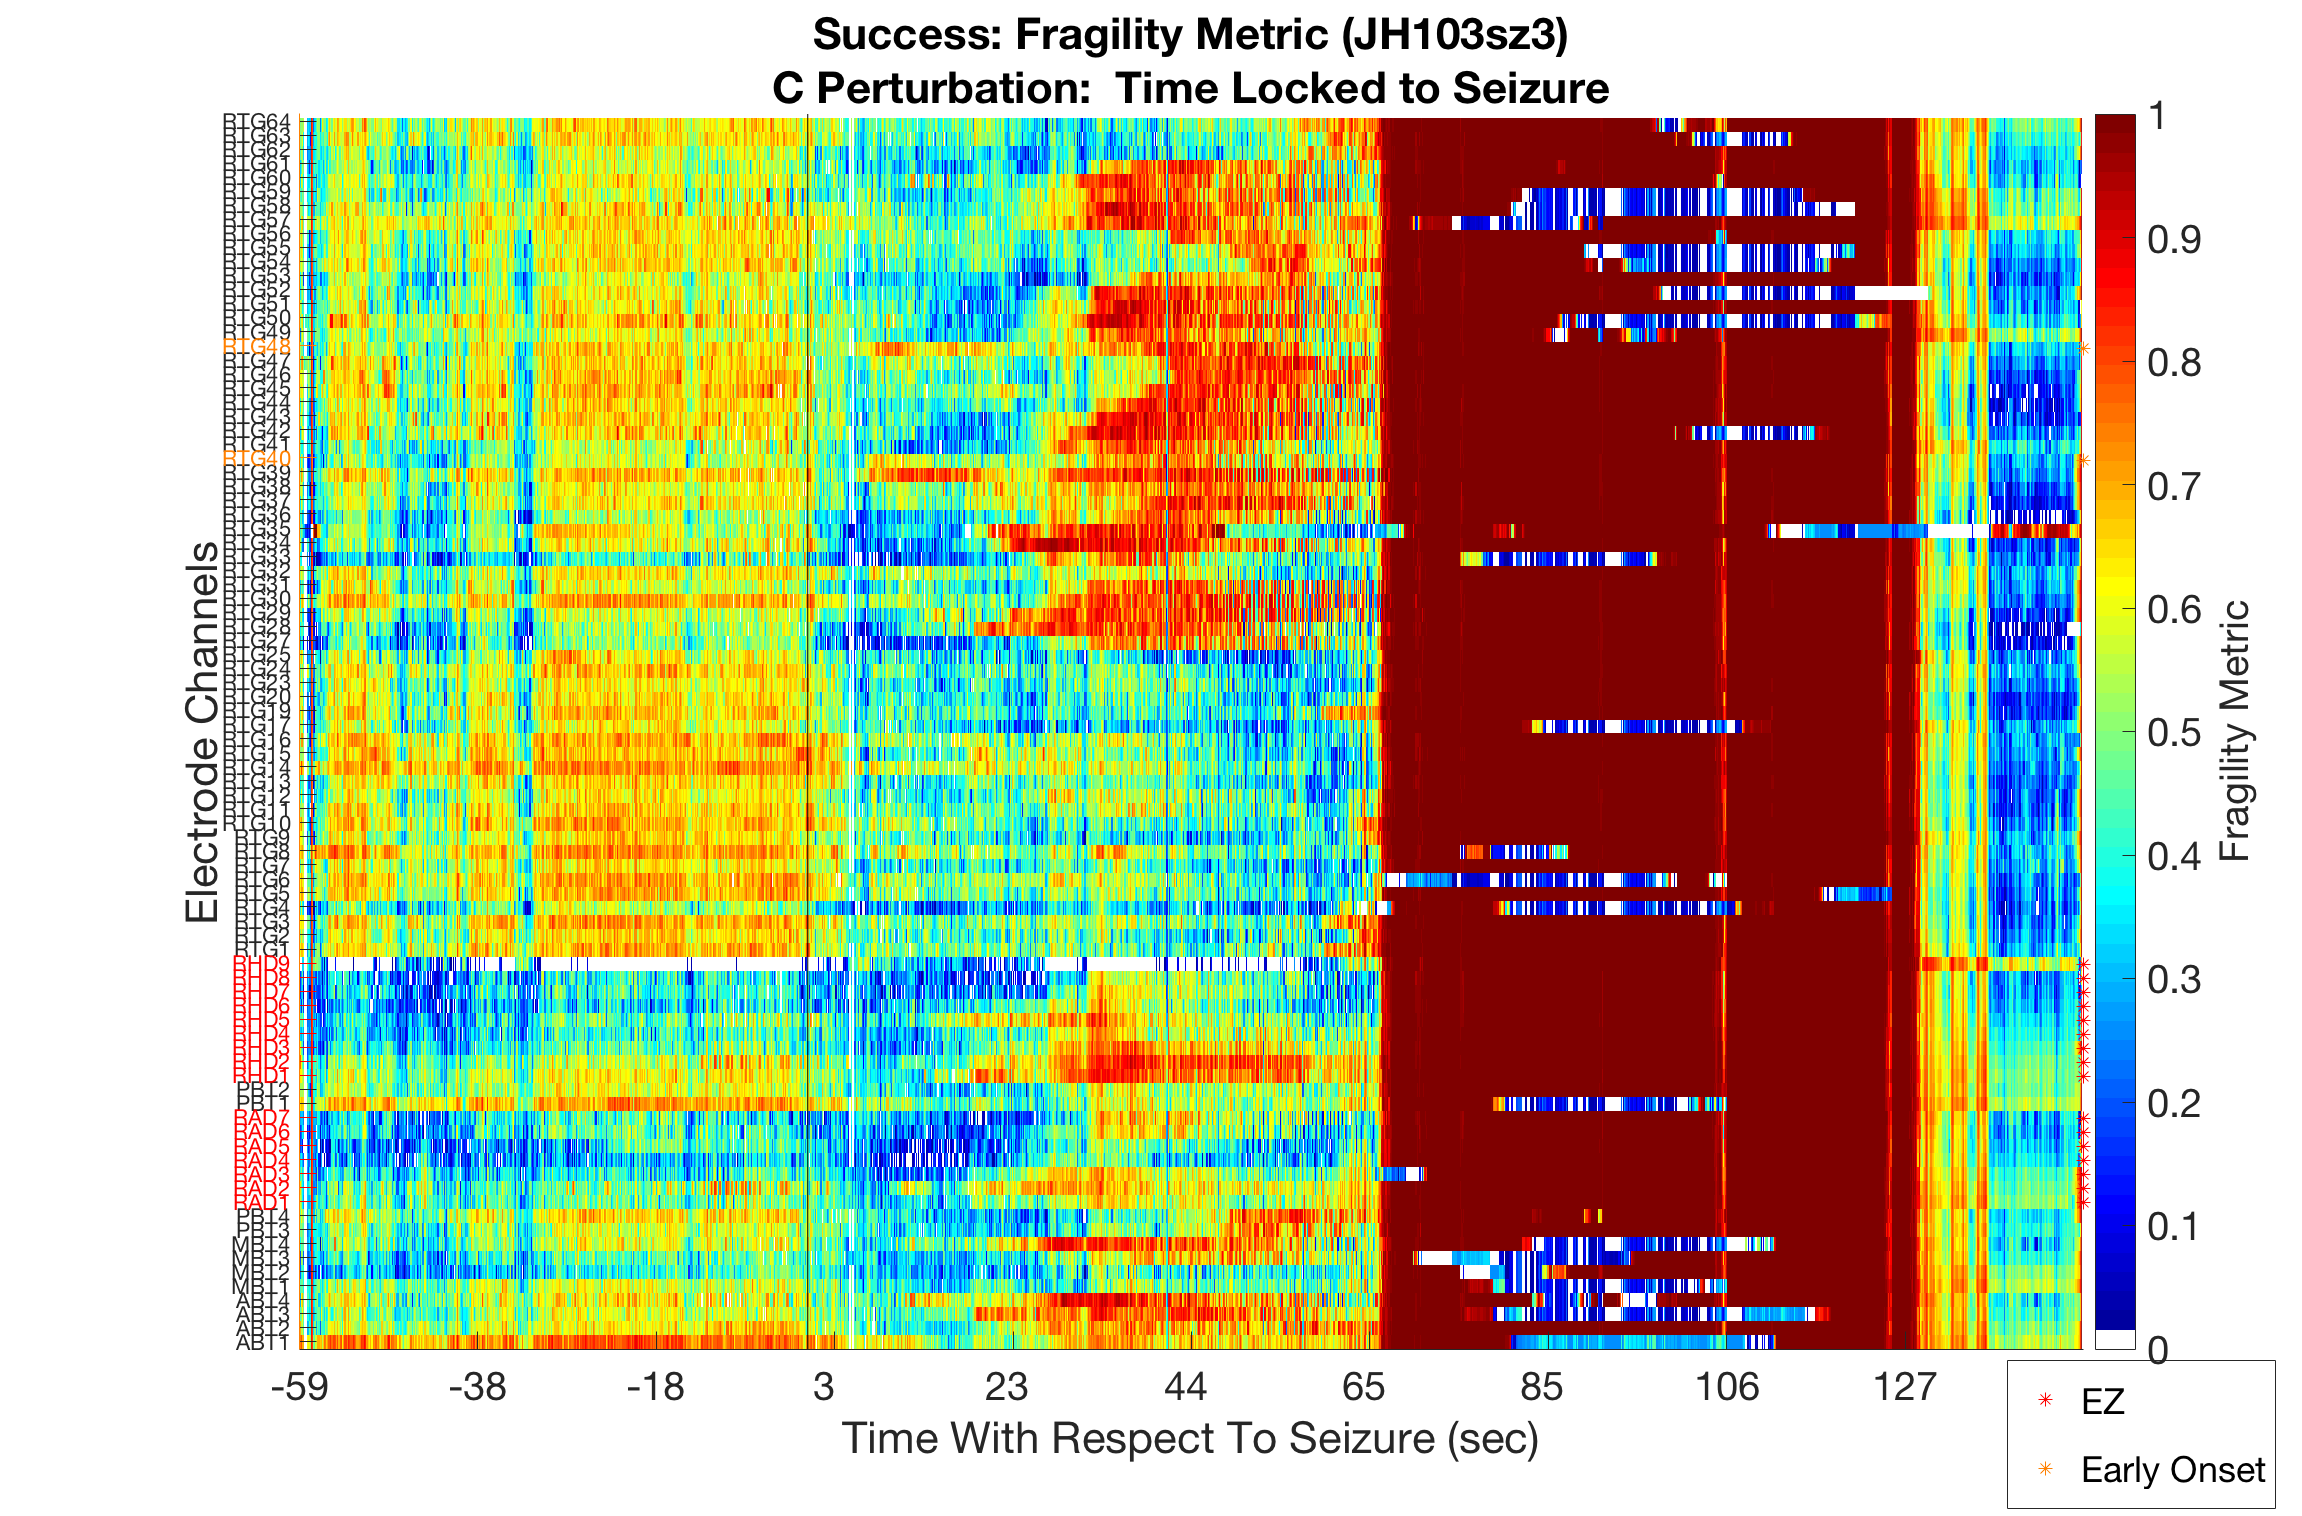 Success: Fragility Metric (JH103sz3)
C Perturbation: Time Locked to Seizure
Electrode Channels
RTG64
RTG63
RTG62
RTG61
RTG60
RTG59
RTG58
RTG57
RTG56
RTG55
RTG54
RTG53
RTG52
RTG51
RTG50
RTG49
RTG48
RTG47
RTG46
RTG45
RTG44
RTG43
RTG42
RTG41
RTG40
RTG39
RTG38
RTG37
RTG36
RTG35
RTG34
RTG33
RTG32
RTG31
RTG30
RTG29
RTG28
RTG27
RTG25
RTG24
RTG23
RTG20
RTG19
RTG17
RTG16
RTG15
RTG14
RTG13
RTG12
RTG11
RTG10
RTG9
RTG8
RTG7
RTG6
RTG5
RTG4
RTG3
RTG2
RTG1
RHD9
RHD8
RHD7
RHD6
RHD5
RHD4
RHD3
RHD2
RHD1
PBT2
PBT1
RAD7
RAD6
RAD5
RAD4
RAD3
RAD2
RAD1
PBT4
PBT3
MBT4
MBT3
MBT2
MBT1
ABT4
ABT3
ABT2
ABT1
-59 -38 -18 3 23 44 65 85 106 127
Time With Respect To Seizure (sec)
1
0.9
0.8
0.7
0.6
0.5
0.4
0.3
0.2
0.1
0
Fragility Metric
EZ
Early Onset